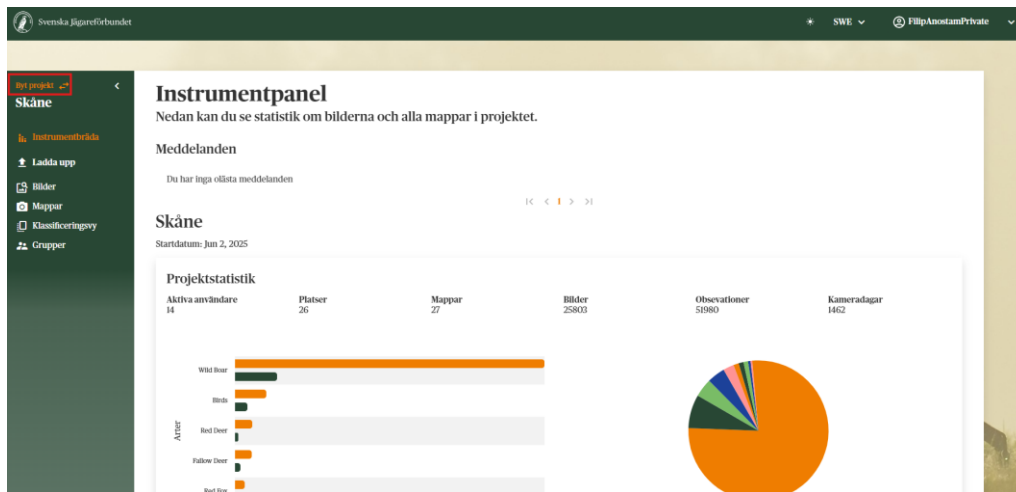 Svenska Jägareförbundet
SWE
FilipAnostamPrivate
Byt projekt
Skåne
Instrumentbräda
Ladda upp
Bilder
Mappar
Klassificeringsvy
Grupper
Instrumentpanel
Nedan kan du se statistik om bilderna och alla mappar i projektet.
Meddelanden
Du har inga olästa meddelanden
1
Skåne
Startdatum: Jun 2, 2025
Projektstatistik
Aktiva användare Platser Mappar Bilder Obsevationer Kameradagar
14 26 27 25803 51980 1462
Arter
Wild Boar
Birds
Red Deer
Fallow Deer
Red Fox